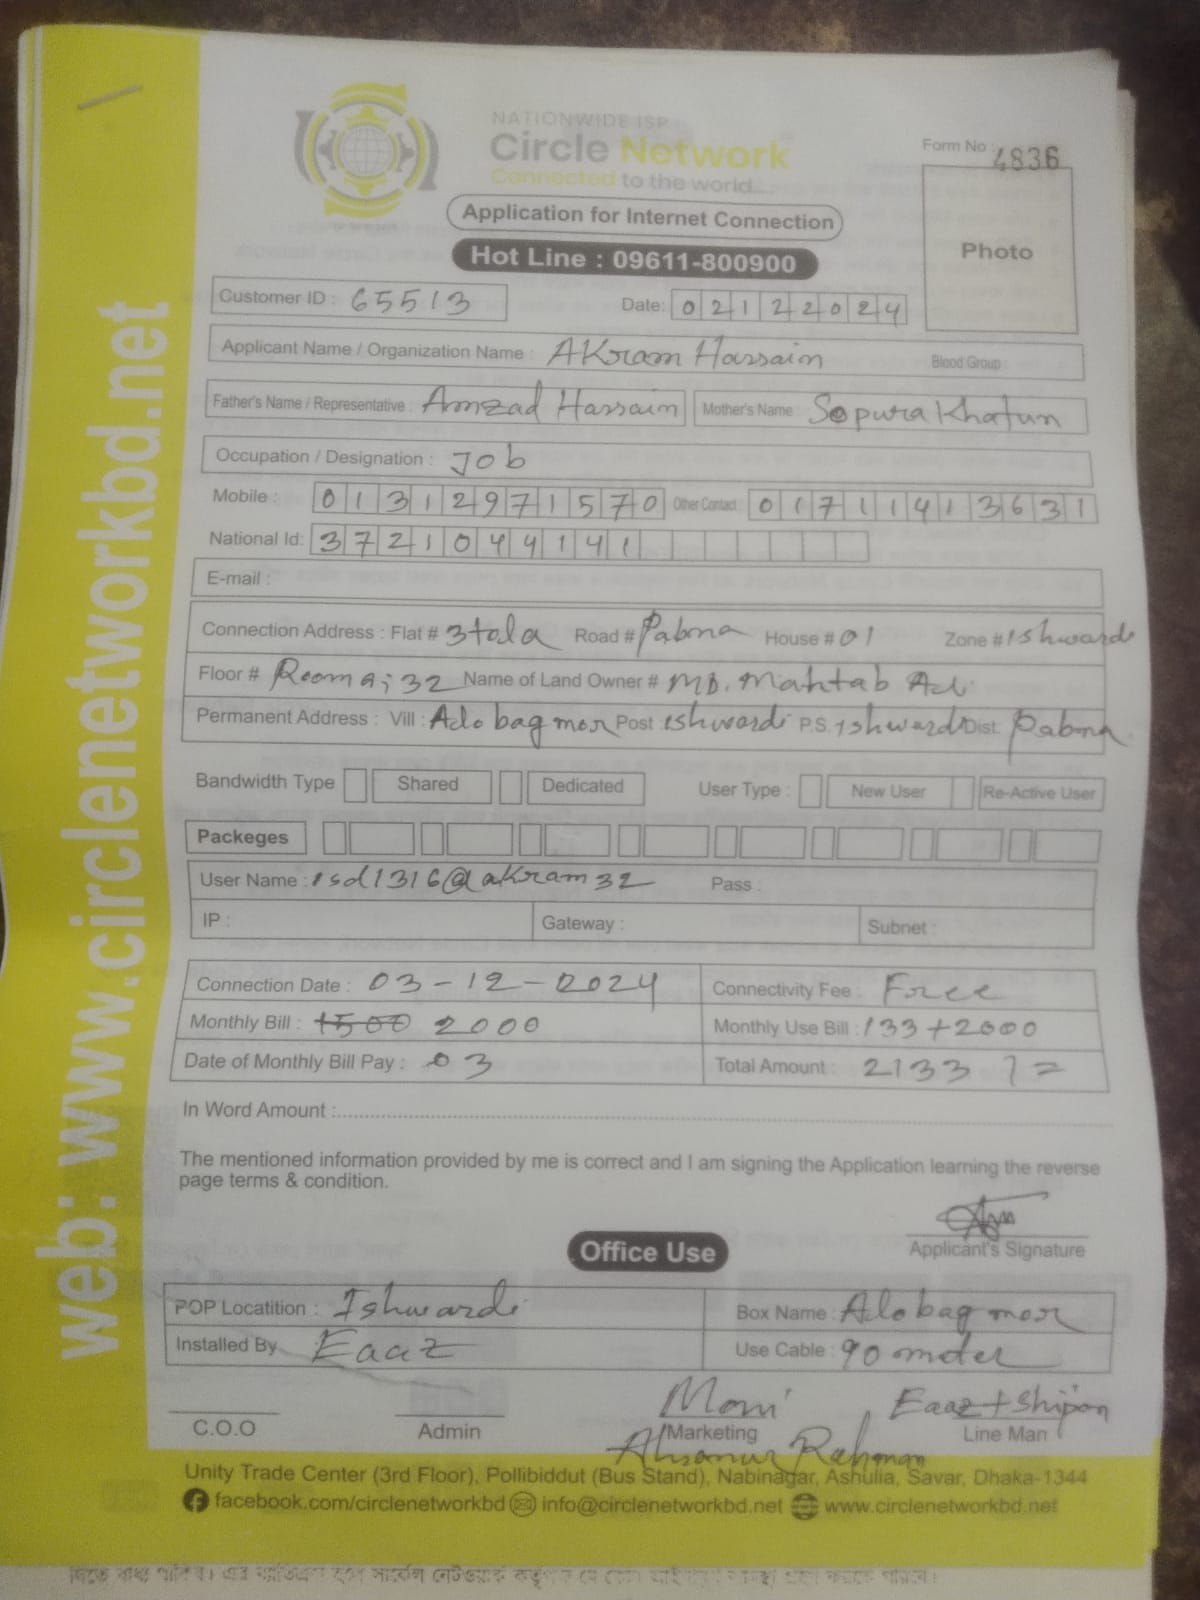 NATIONWIDE ISP
Circle Network
Connected to the world...
Form No : 4836
Application for Internet Connection
Photo
Hot Line : 09611-800900
Customer ID : 65513 Date: 02122024
Applicant Name / Organization Name : AKram Hassain Blood Group :
Father's Name / Representative : Amzad Hassain Mother's Name : Sopura Khatun
Occupation / Designation : Job
Mobile : 01312971570 Other Contact : 01711413631
National Id: 3721044141
E-mail :
Connection Address : Flat # 3tala Road # Pabna House # 01 Zone # Ishwardi
Floor # Room 32 Name of Land Owner # MD. Mahtab Ali
Permanent Address : Vill : Alo bag mor Post Ishwardi P.S. Ishwardi Dist. Pabna
Bandwidth Type Shared Dedicated User Type : New User Re-Active User
Packeges
User Name : isd1316@akram32 Pass :
IP : Gateway : Subnet :
Connection Date : 03-12-2024 Connectivity Fee : Free
Monthly Bill : 1500 2000 Monthly Use Bill : 133+2000
Date of Monthly Bill Pay : 03 Total Amount : 2133/=
In Word Amount :
The mentioned information provided by me is correct and I am signing the Application learning the reverse
page terms & condition.
Applicant's Signature
Office Use
POP Locatition : Ishwardi Box Name : Alo bag mor
Installed By Eaaz Use Cable : 90 meter
Moni Eaaz + Shipon
C.O.O Admin Marketing Line Man
Ahsanur Rahman
Unity Trade Center (3rd Floor), Pollibiddut (Bus Stand), Nabinagar, Ashulia, Savar, Dhaka-1344
facebook.com/circlenetworkbd info@circlenetworkbd.net www.circlenetworkbd.net
web: www.circlenetworkbd.net